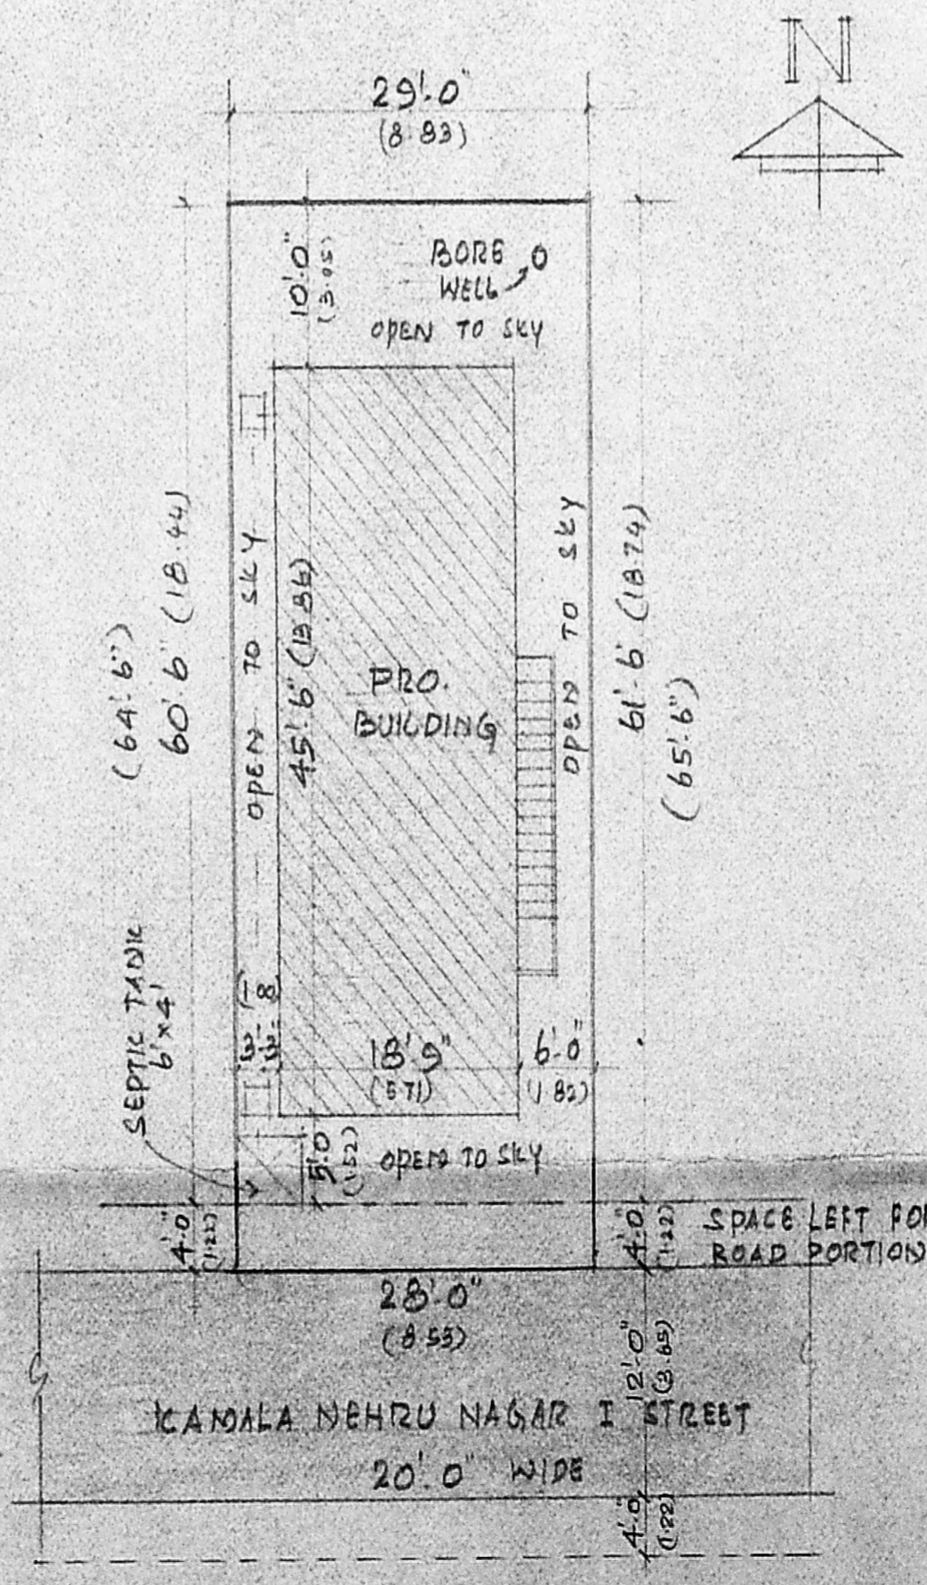 N
29'.0"
(8.83)
BORE
WELL
OPEN TO SKY
10'.0"
(3.05)
(64'.6")
60'.6" (18.44)
OPEN TO SKY
45'.6" (13.86)
PRO.
BUILDING
OPEN TO SKY
61'.6" (18.74)
(65'.6")
SEPTIC TANK
6'x4'
18'.9"
(5.71)
6'.0"
(1.82)
5'.0
(1.52)
OPEN TO SKY
4'.0"
(1.22)
4'.0"
(1.22)
SPACE LEFT FOR
ROAD PORTION
28'.0"
(8.53)
12'.0"
(3.65)
KAMALA NEHRU NAGAR I STREET
20'.0" WIDE
4'.0
(1.22)